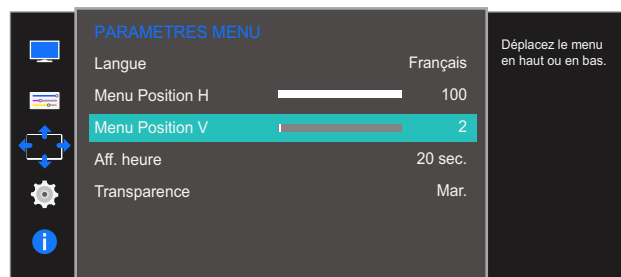 PARAMETRES MENU
Langue Français
Menu Position H 100
Menu Position V 2
Aff. heure 20 sec.
Transparence Mar.
Déplacez le menu
en haut ou en bas.